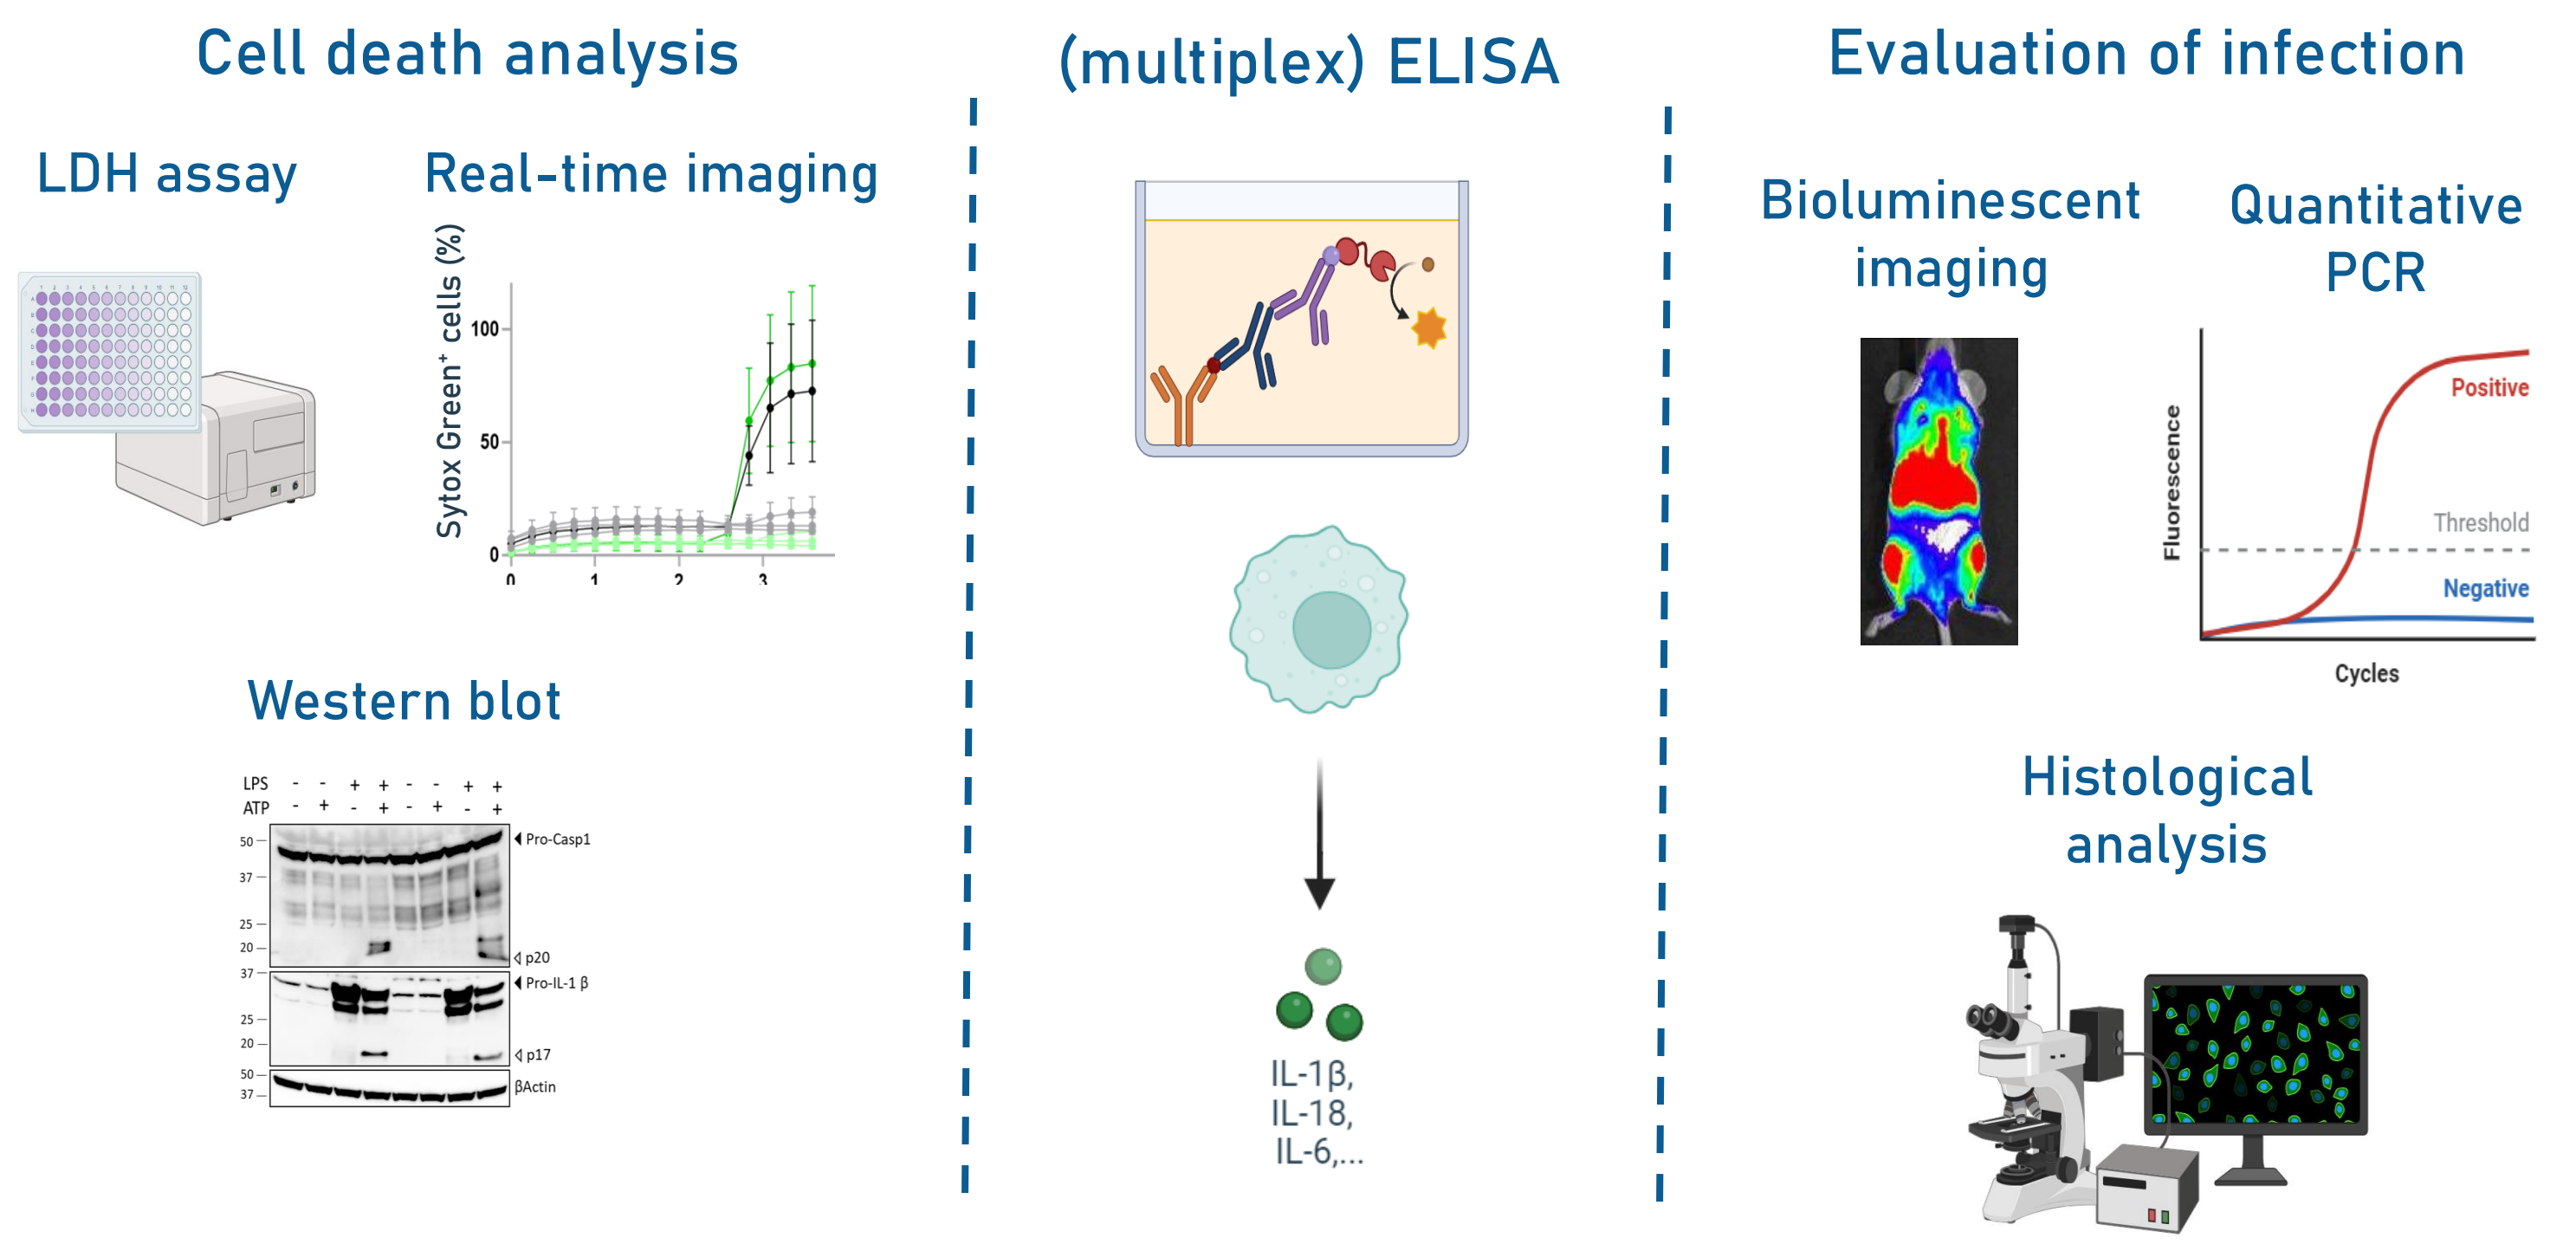 Cell death analysis
LDH assay
Real-time imaging
Sytox Green+ cells (%)
100
50
0
0 1 2 3
Western blot
LPS - - + + - - + +
ATP - + - + - + - +
50
37
25
20
Pro-Casp1
p20
37
25
20
Pro-IL-1 β
p17
50
37
βActin
(multiplex) ELISA
IL-1β,
IL-18,
IL-6,...
Evaluation of infection
Bioluminescent
imaging
Quantitative
PCR
Fluorescence
Positive
Threshold
Negative
Cycles
Histological
analysis